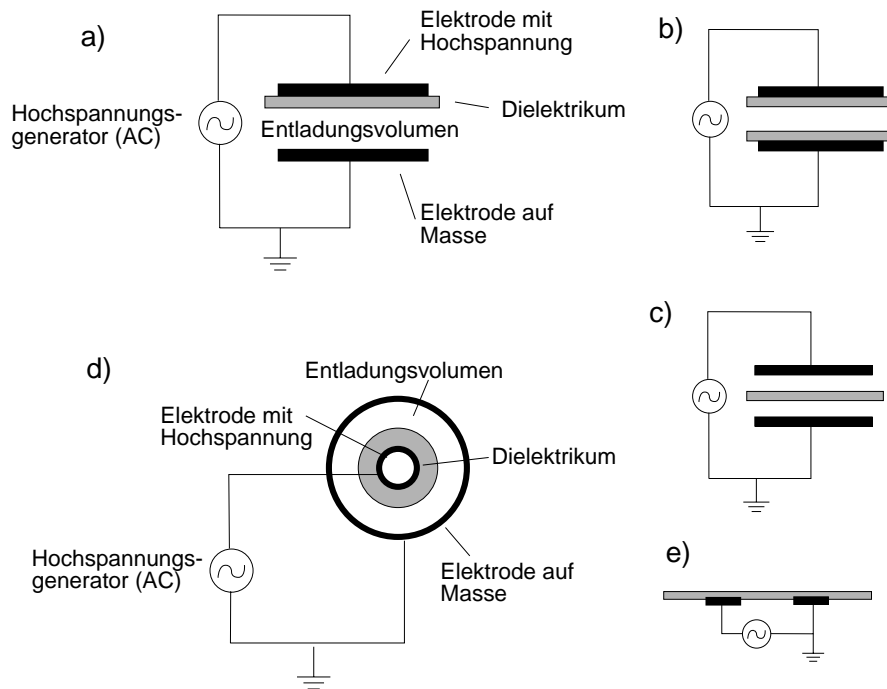 a)
Elektrode mit
Hochspannung
Hochspannungs-
generator (AC)
Dielektrikum
Entladungsvolumen
Elektrode auf
Masse
b)
c)
d)
Entladungsvolumen
Elektrode mit
Hochspannung
Dielektrikum
Hochspannungs-
generator (AC)
Elektrode auf
Masse
e)